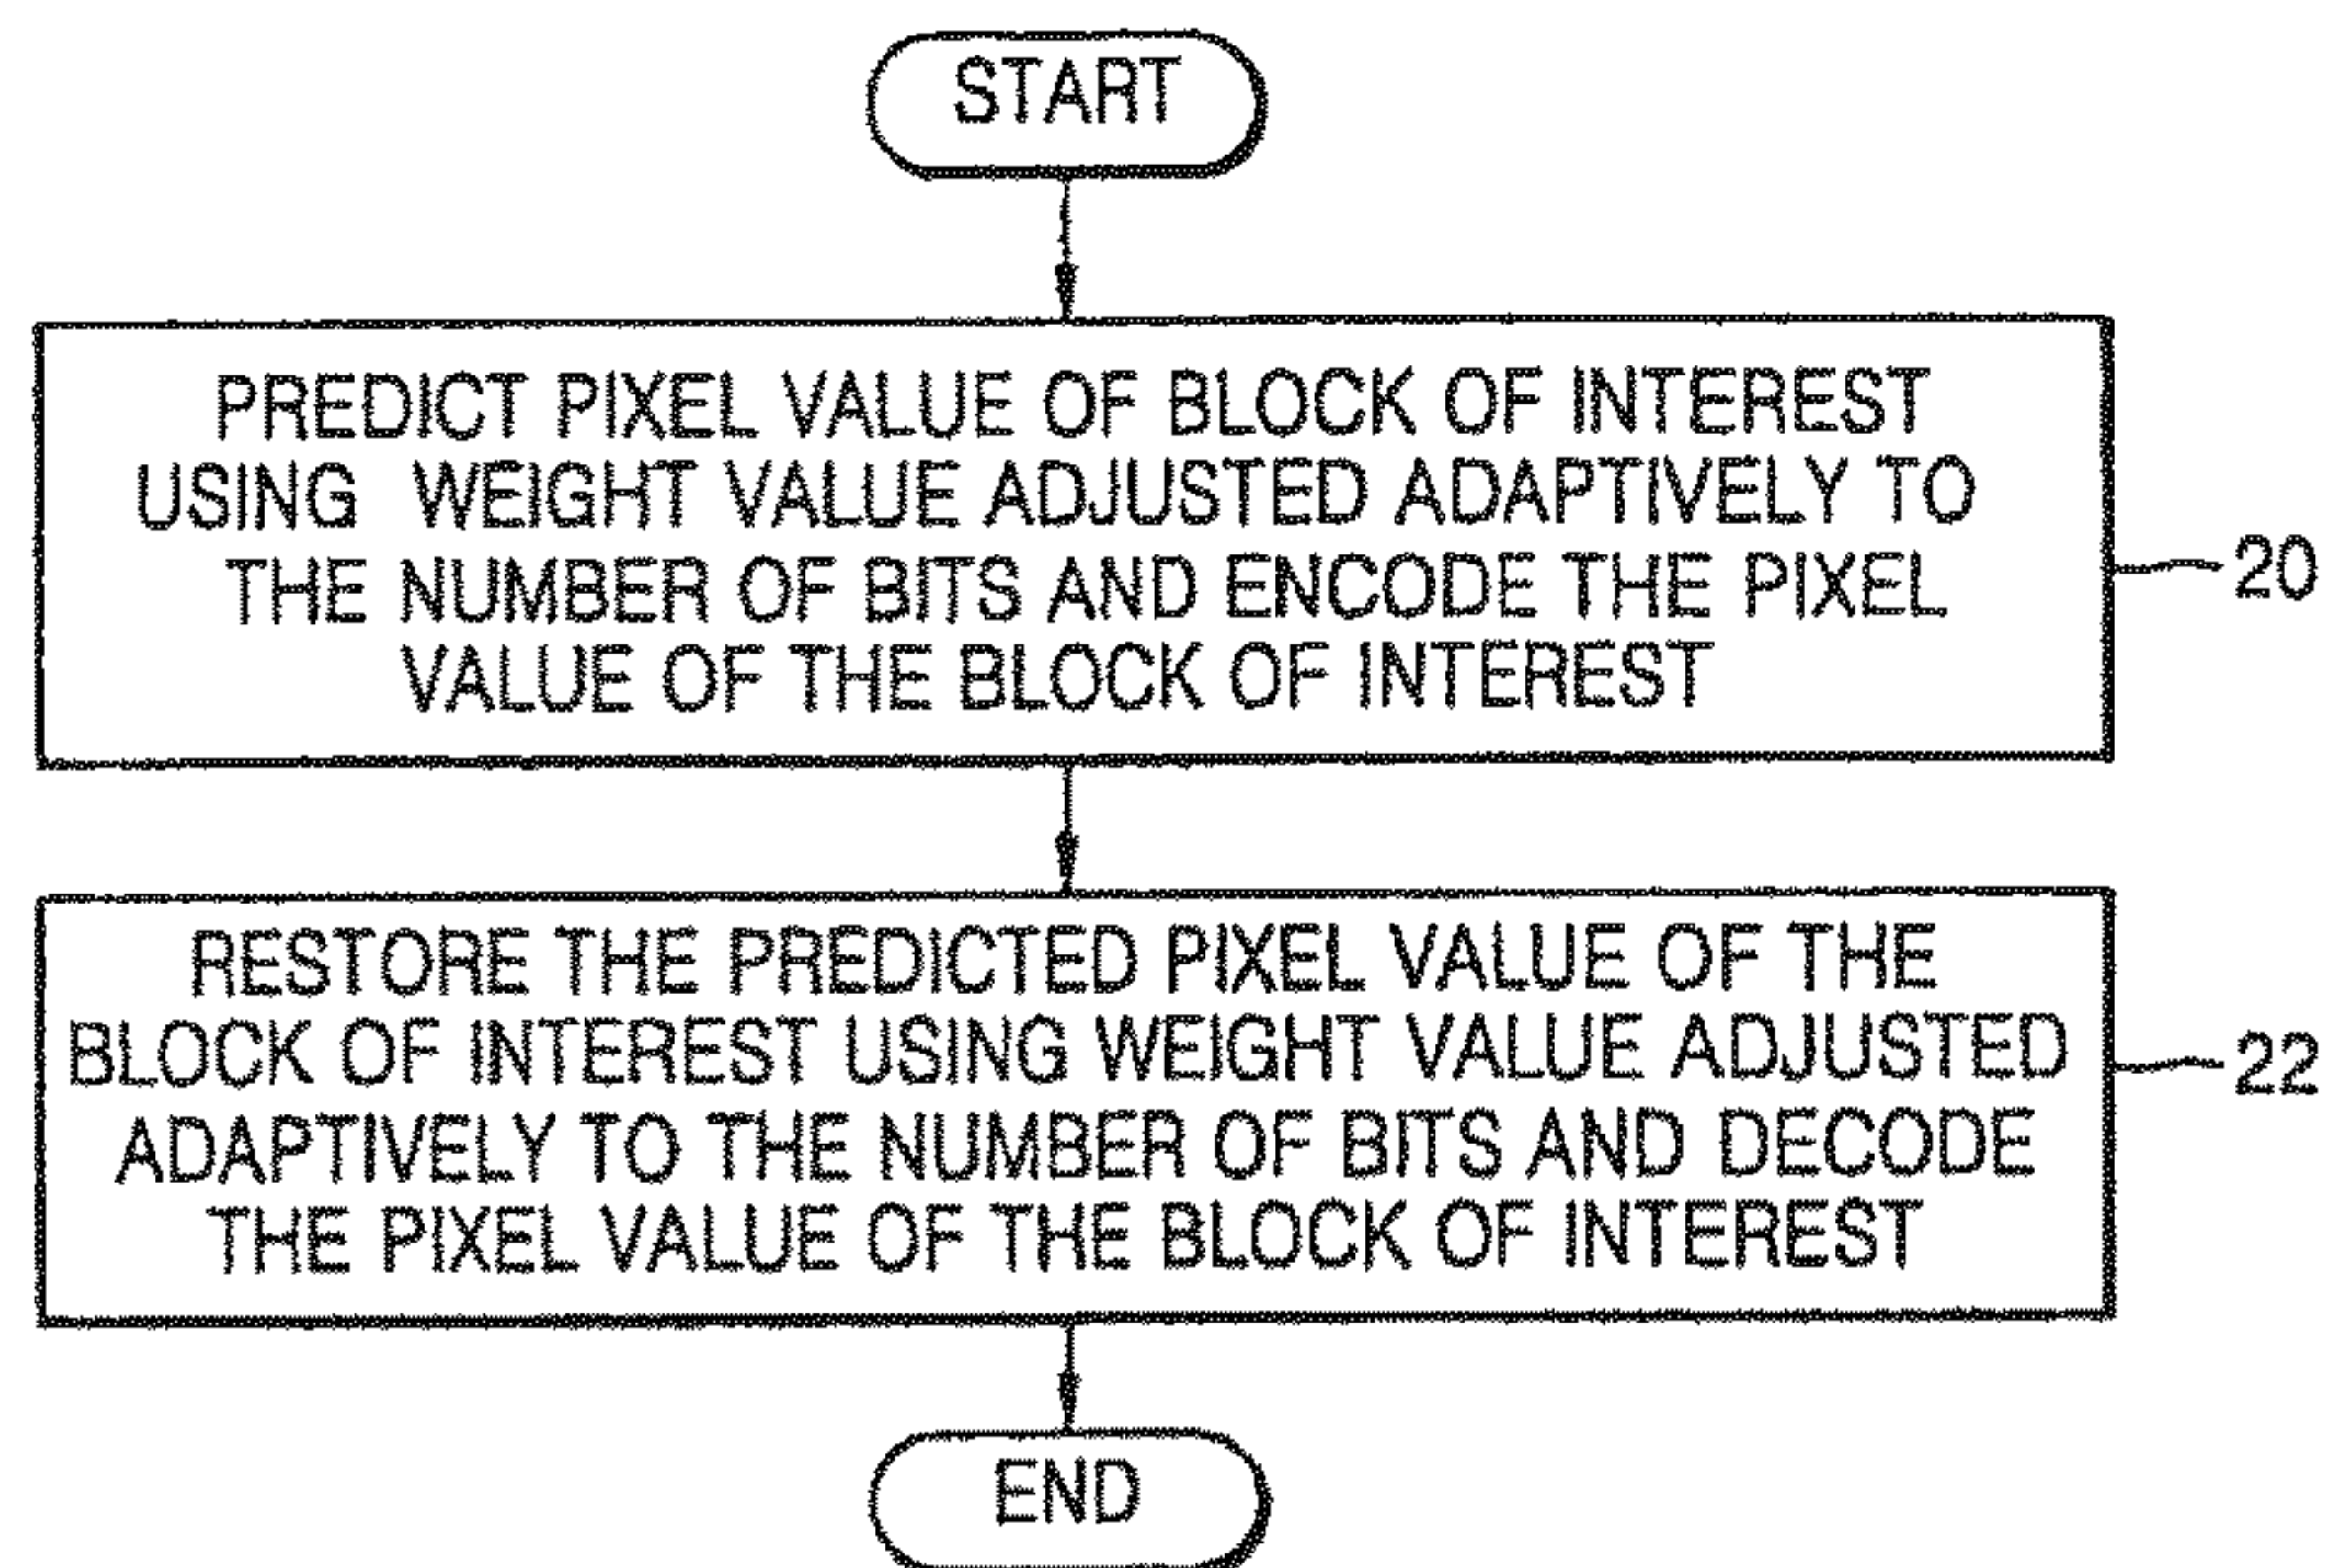 START
PREDICT PIXEL VALUE OF BLOCK OF INTEREST
USING WEIGHT VALUE ADJUSTED ADAPTIVELY TO
THE NUMBER OF BITS AND ENCODE THE PIXEL
VALUE OF THE BLOCK OF INTEREST
20
RESTORE THE PREDICTED PIXEL VALUE OF THE
BLOCK OF INTEREST USING WEIGHT VALUE ADJUSTED
ADAPTIVELY TO THE NUMBER OF BITS AND DECODE
THE PIXEL VALUE OF THE BLOCK OF INTEREST
22
END